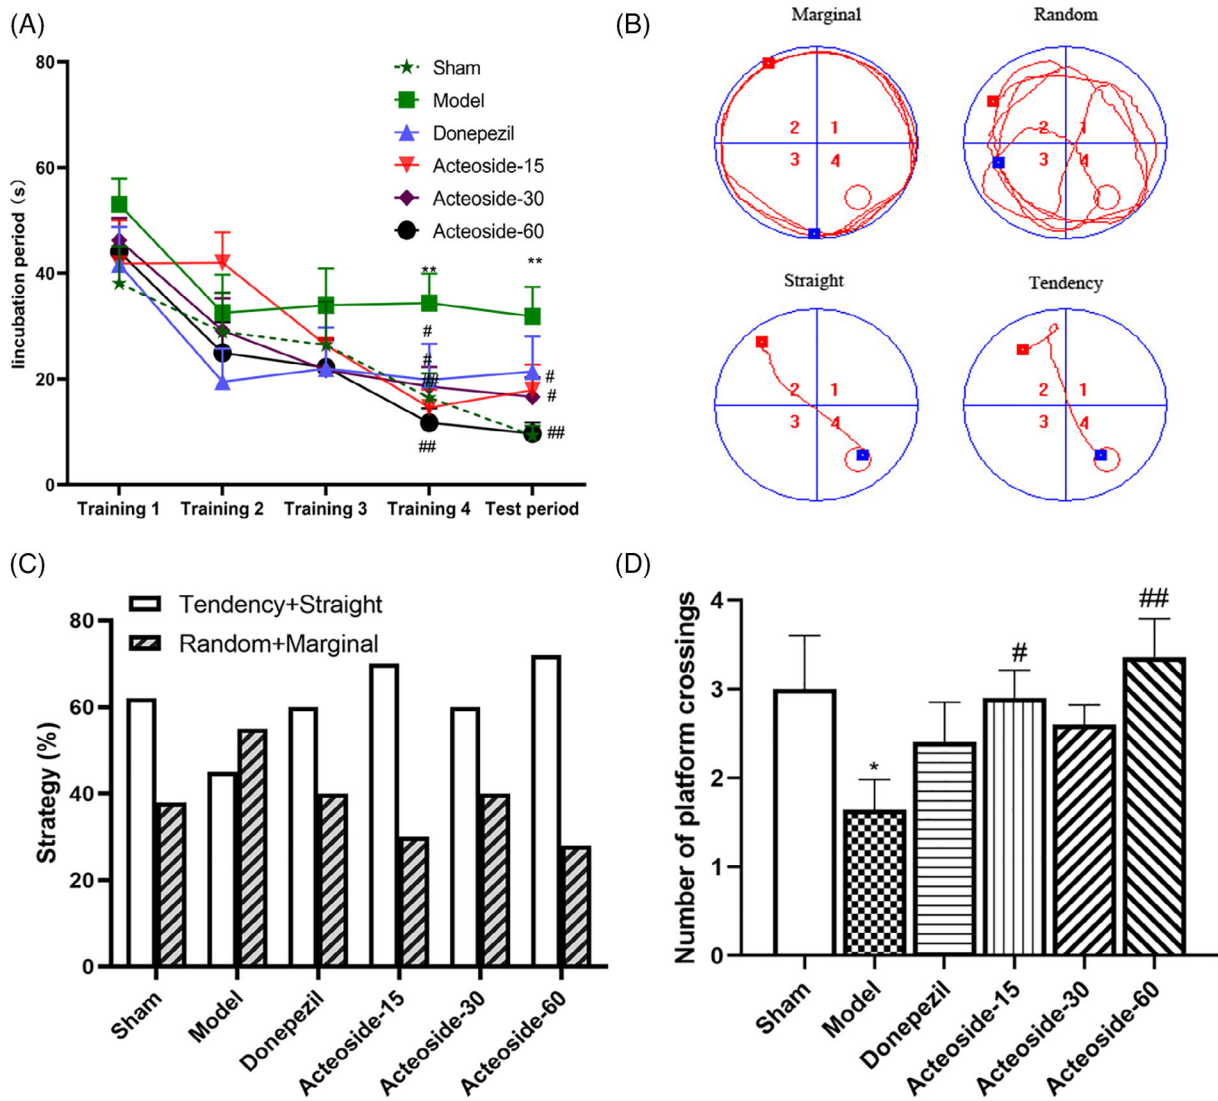 (A)
80
60
40
20
0
Iincubation period (s)
Sham
Model
Donepezil
Acteoside-15
Acteoside-30
Acteoside-60
**
**
#
#
##
##
#
#
##
Training 1 Training 2 Training 3 Training 4 Test period
(B)
Marginal Random
2 1
3 4
2 1
3 4
Straight Tendency
2 1
3 4
2 1
3 4
(C)
Tendency+Straight
Random+Marginal
80
60
40
20
0
Strategy (%)
Sham
Model
Donepezil
Acteoside-15
Acteoside-30
Acteoside-60
(D)
4
3
2
1
0
Number of platform crossings
*
#
##
Sham
Model
Donepezil
Acteoside-15
Acteoside-30
Acteoside-60